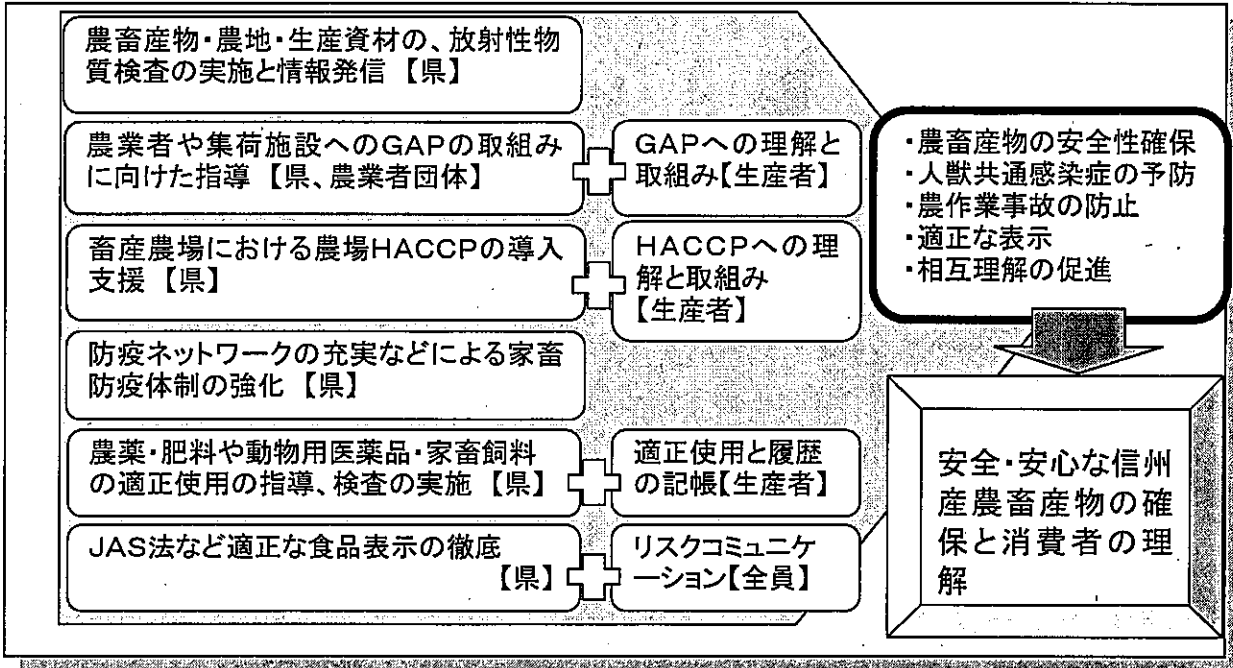 農畜産物・農地・生産資材の、放射性物
質検査の実施と情報発信 【県】
農業者や集荷施設へのGAPの取組み
に向けた指導 【県、農業者団体】
GAPへの理解と
取組み【生産者】
畜産農場における農場HACCPの導入
支援 【県】
HACCPへの理
解と取組み
【生産者】
防疫ネットワークの充実などによる家畜
防疫体制の強化 【県】
農薬・肥料や動物用医薬品・家畜飼料
の適正使用の指導、検査の実施 【県】
適正使用と履歴
の記帳【生産者】
JAS法など適正な食品表示の徹底
【県】
リスクコミュニケ
ーション【全員】
・農畜産物の安全性確保
・人獣共通感染症の予防
・農作業事故の防止
・適正な表示
・相互理解の促進
安全・安心な信州
産農畜産物の確
保と消費者の理
解